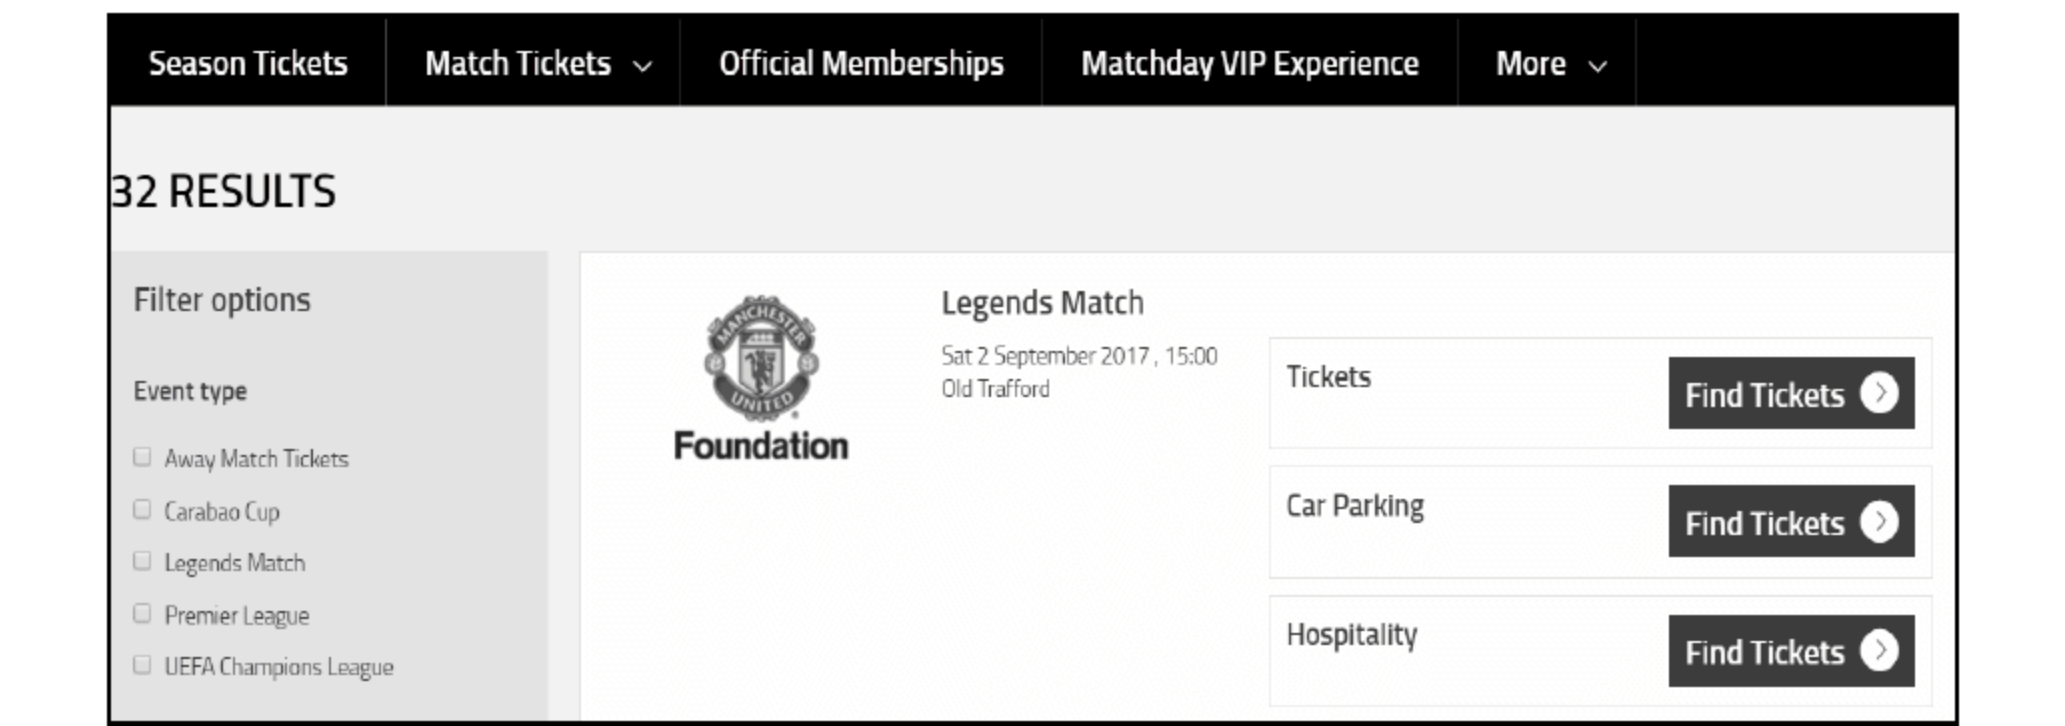 Season Tickets
Match Tickets
Official Memberships
Matchday VIP Experience
More
32 RESULTS
Filter options
Event type
Away Match Tickets
Carabao Cup
Legends Match
Premier League
UEFA Champions League
MANCHESTER
UNITED
Foundation
Legends Match
Sat 2 September 2017 , 15:00
Old Trafford
Tickets
Find Tickets
Car Parking
Find Tickets
Hospitality
Find Tickets